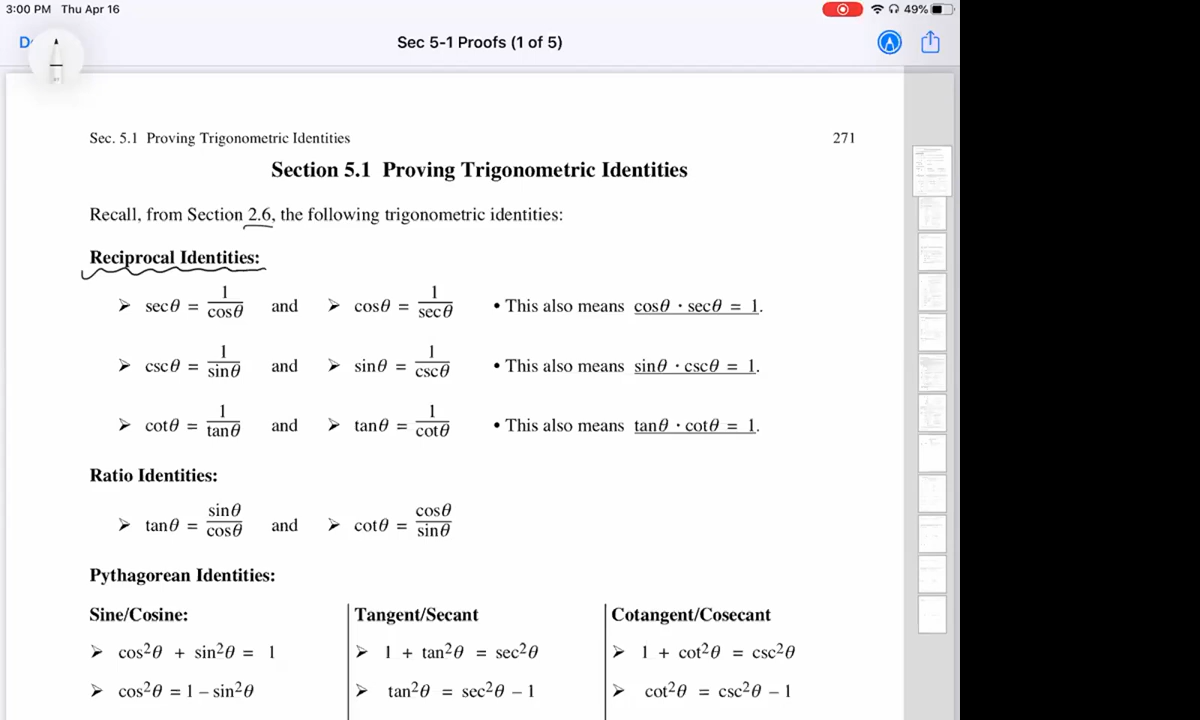 3:00 PM Thu Apr 16 49%
Sec 5-1 Proofs (1 of 5)
Sec. 5.1 Proving Trigonometric Identities 271
Section 5.1 Proving Trigonometric Identities
Recall, from Section 2.6, the following trigonometric identities:
Reciprocal Identities:
➢ secθ = 1/cosθ and ➢ cosθ = 1/secθ • This also means cosθ · secθ = 1.
➢ cscθ = 1/sinθ and ➢ sinθ = 1/cscθ • This also means sinθ · cscθ = 1.
➢ cotθ = 1/tanθ and ➢ tanθ = 1/cotθ • This also means tanθ · cotθ = 1.
Ratio Identities:
➢ tanθ = sinθ/cosθ and ➢ cotθ = cosθ/sinθ
Pythagorean Identities:
Sine/Cosine: Tangent/Secant Cotangent/Cosecant
➢ cos²θ + sin²θ = 1 ➢ 1 + tan²θ = sec²θ ➢ 1 + cot²θ = csc²θ
➢ cos²θ = 1 – sin²θ ➢ tan²θ = sec²θ – 1 ➢ cot²θ = csc²θ – 1